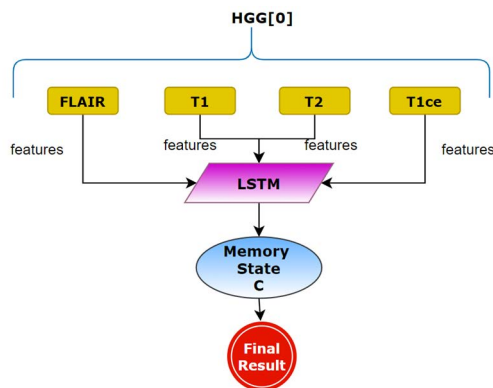 HGG[0]
FLAIR
T1
T2
T1ce
features
features
features
features
LSTM
Memory
State
C
Final
Result